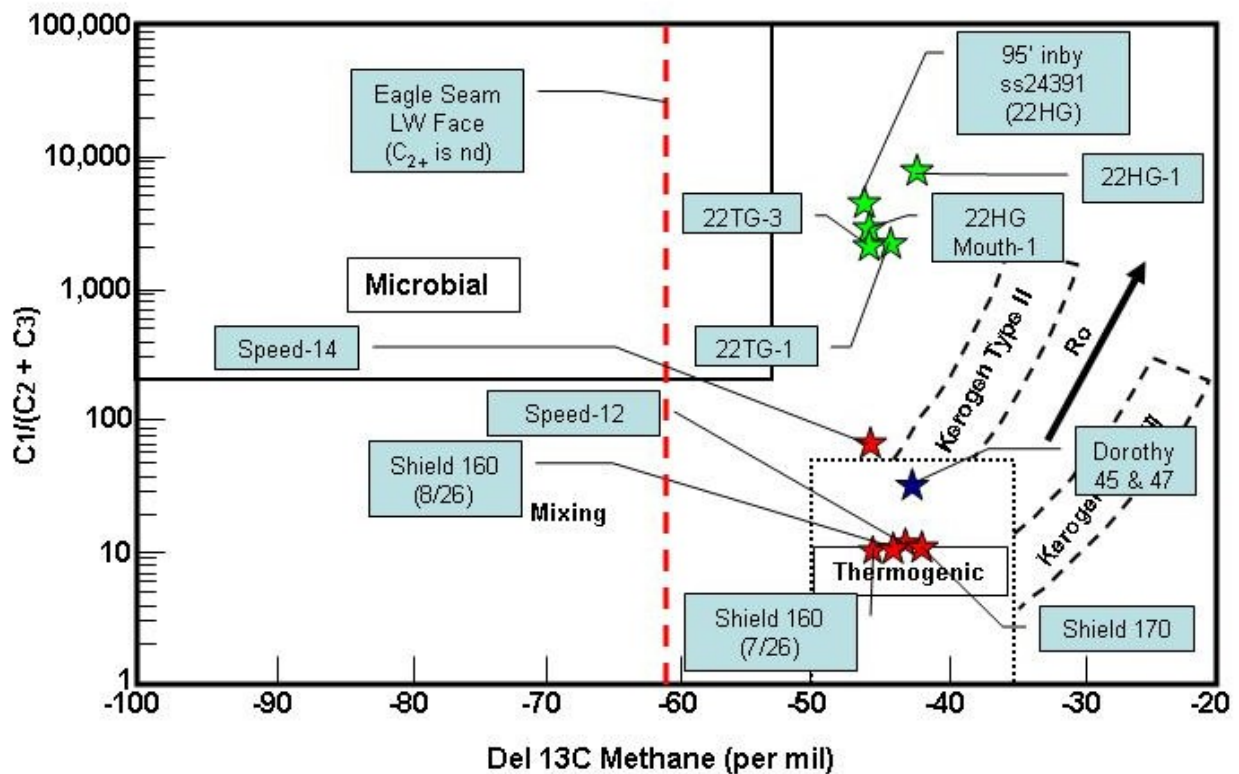 100,000
10,000
1,000
100
10
1
C1/(C2 + C3)
Eagle Seam
LW Face
(C2+ is nd)
95' inby
ss24391
(22HG)
22HG-1
22TG-3
22HG
Mouth-1
Microbial
22TG-1
Speed-14
Kerogen Type II
Ro
Speed-12
Dorothy
45 & 47
Shield 160
(8/26)
Mixing
Kerogen
Thermogenic
Shield 160
(7/26)
Shield 170
-100 -90 -80 -70 -60 -50 -40 -30 -20
Del 13C Methane (per mil)